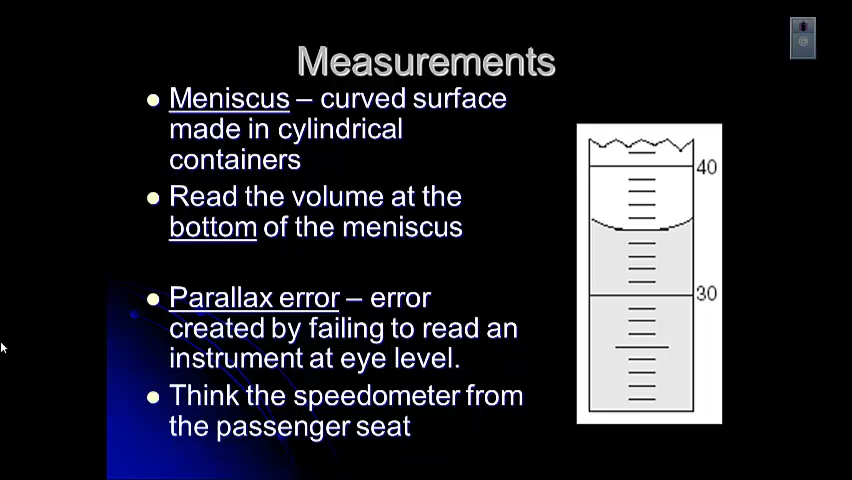 Measurements
Meniscus – curved surface
made in cylindrical
containers
Read the volume at the
bottom of the meniscus
40
30
Parallax error – error
created by failing to read an
instrument at eye level.
Think the speedometer from
the passenger seat